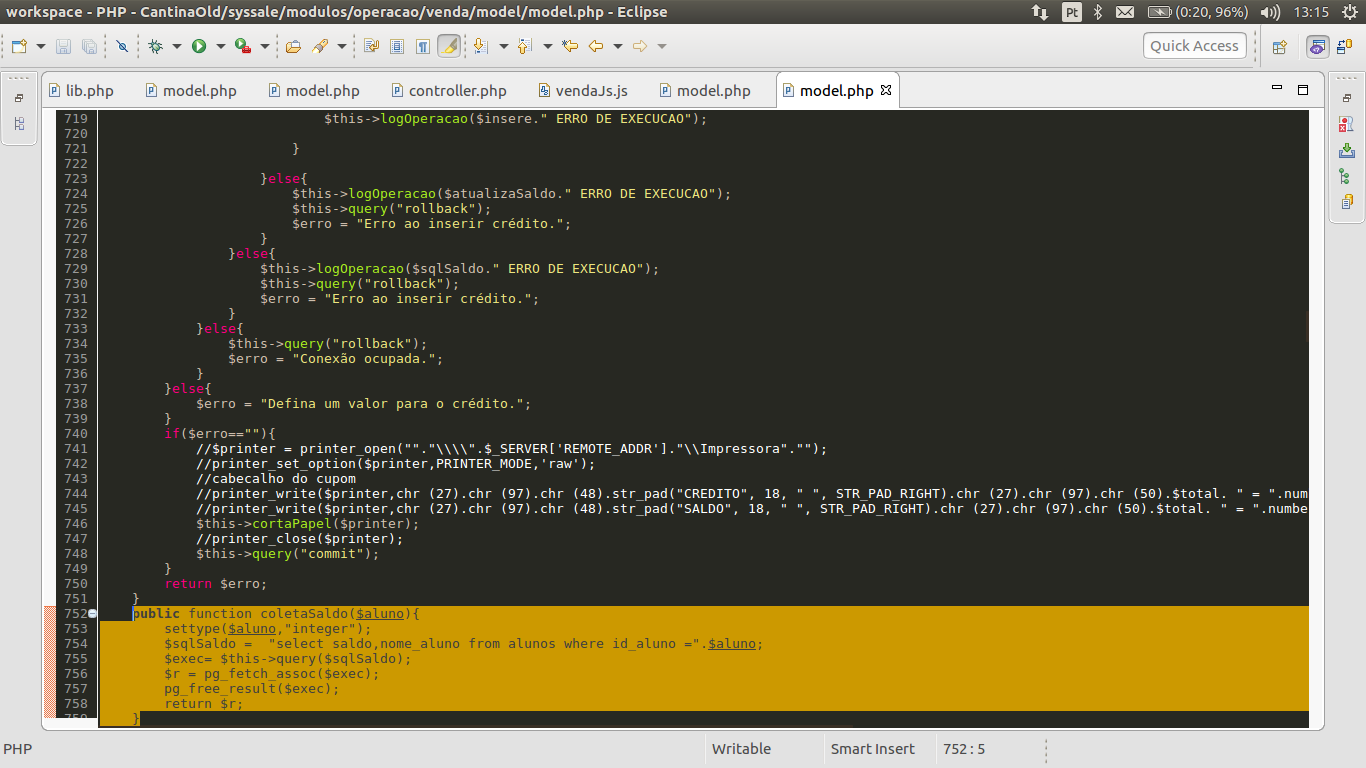 workspace - PHP - CantinaOld/syssale/modulos/operacao/venda/model/model.php - Eclipse
Pt
(0:20, 96%)
13:15
Quick Access
lib.php
model.php
model.php
controller.php
vendaJs.js
model.php
model.php
719 $this->logOperacao($insere." ERRO DE EXECUCAO");
720
721 }
722
723 }else{
724 $this->logOperacao($atualizaSaldo." ERRO DE EXECUCAO");
725 $this->query("rollback");
726 $erro = "Erro ao inserir crédito.";
727 }
728 }else{
729 $this->logOperacao($sqlSaldo." ERRO DE EXECUCAO");
730 $this->query("rollback");
731 $erro = "Erro ao inserir crédito.";
732 }
733 }else{
734 $this->query("rollback");
735 $erro = "Conexão ocupada.";
736 }
737 }else{
738 $erro = "Defina um valor para o crédito.";
739 }
740 if($erro==""){
741 //$printer = printer_open(""."\\\\".$_SERVER['REMOTE_ADDR']."\\Impressora"."");
742 //printer_set_option($printer,PRINTER_MODE,'raw');
743 //cabecalho do cupom
744 //printer_write($printer,chr (27).chr (97).chr (48).str_pad("CREDITO", 18, " ", STR_PAD_RIGHT).chr (27).chr (97).chr (50).$total. " = ".num
745 //printer_write($printer,chr (27).chr (97).chr (48).str_pad("SALDO", 18, " ", STR_PAD_RIGHT).chr (27).chr (97).chr (50).$total. " = ".numbe
746 $this->cortaPapel($printer);
747 //printer_close($printer);
748 $this->query("commit");
749 }
750 return $erro;
751 }
752 public function coletaSaldo($aluno){
753 settype($aluno,"integer");
754 $sqlSaldo =  "select saldo,nome_aluno from alunos where id_aluno =".$aluno;
755 $exec= $this->query($sqlSaldo);
756 $r = pg_fetch_assoc($exec);
757 pg_free_result($exec);
758 return $r;
759 }
PHP
Writable
Smart Insert
752 : 5